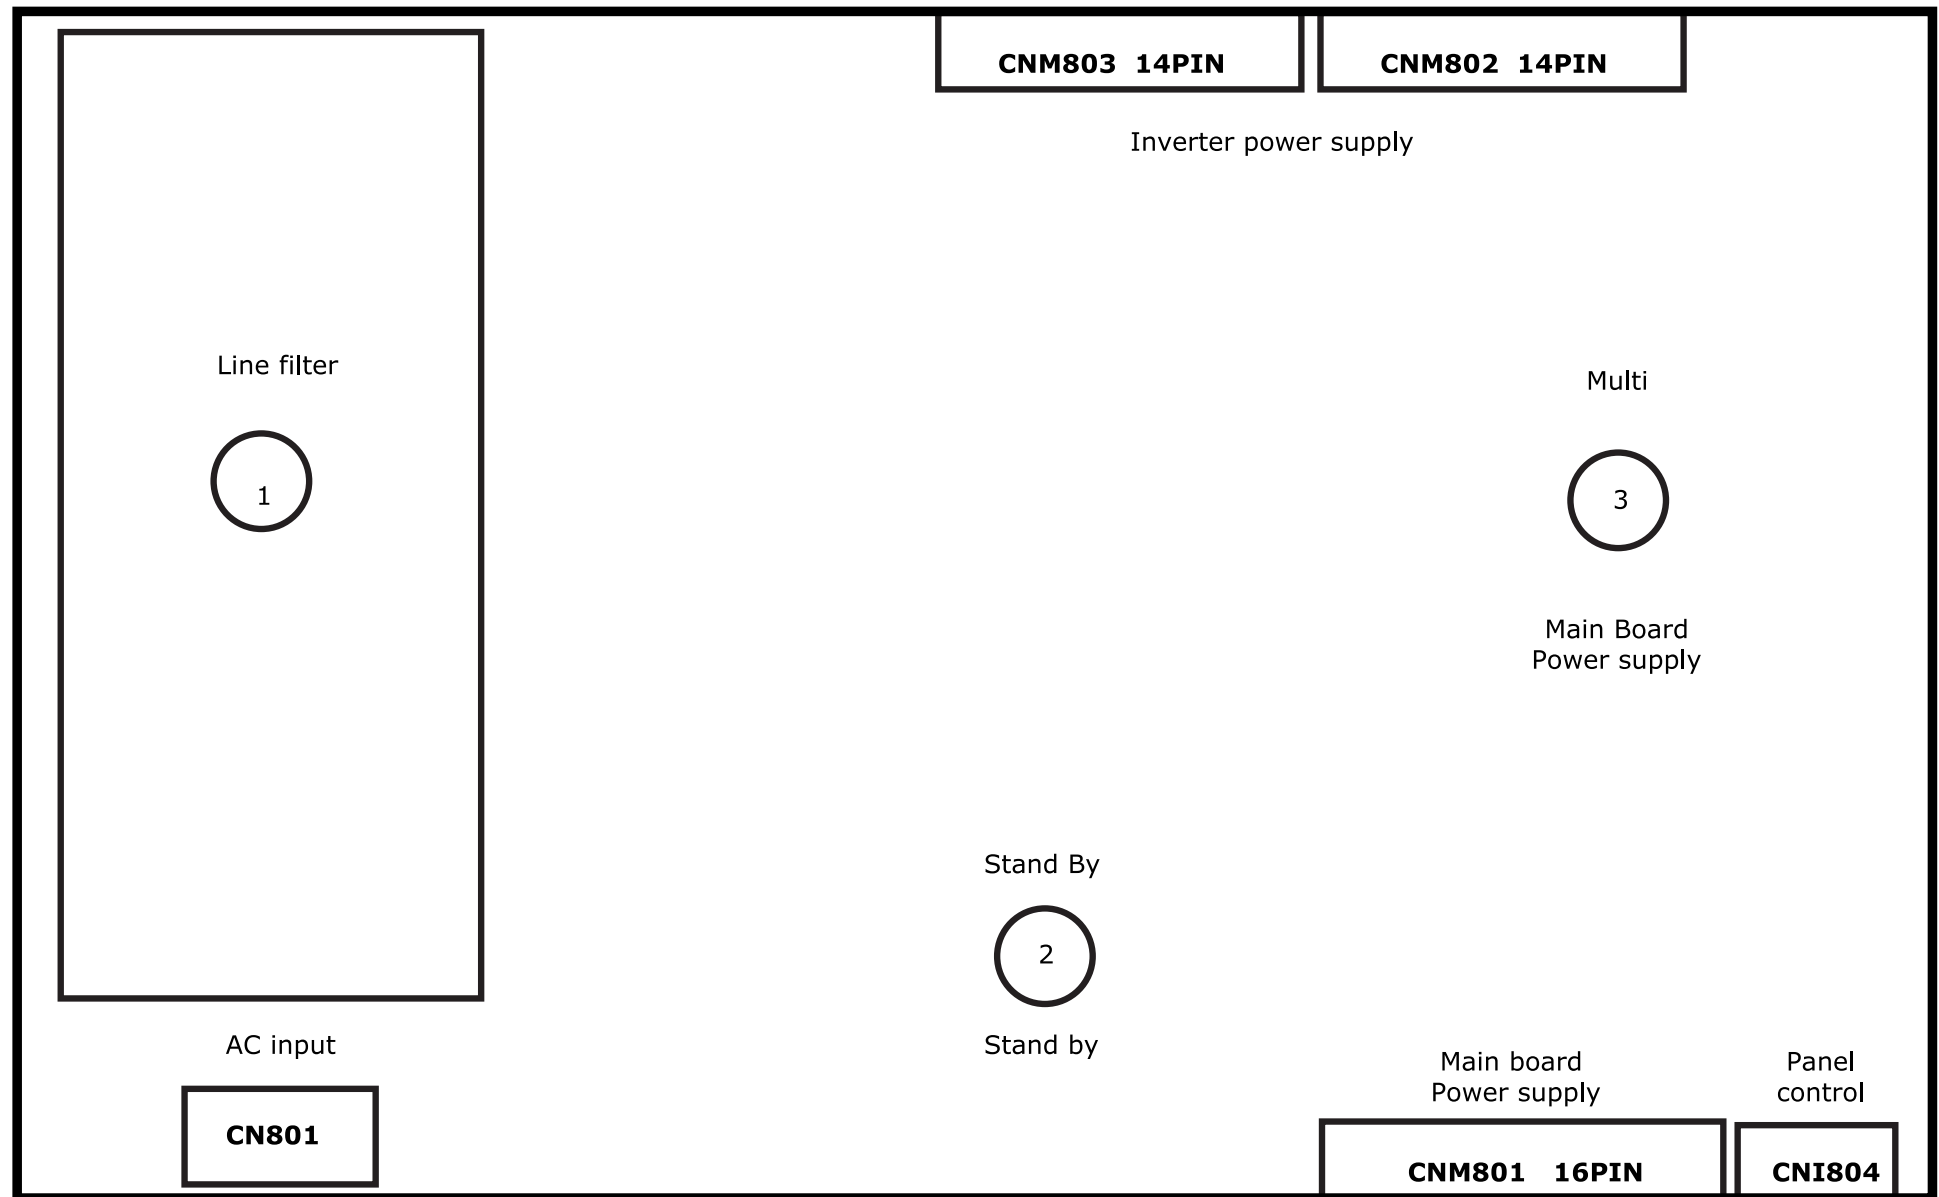 CNM803 14PIN
CNM802 14PIN
Inverter power supply
Line filter
1
Multi
3
Main Board
Power supply
Stand By
2
Stand by
AC input
CN801
Main board
Power supply
CNM801 16PIN
Panel
control
CNI804